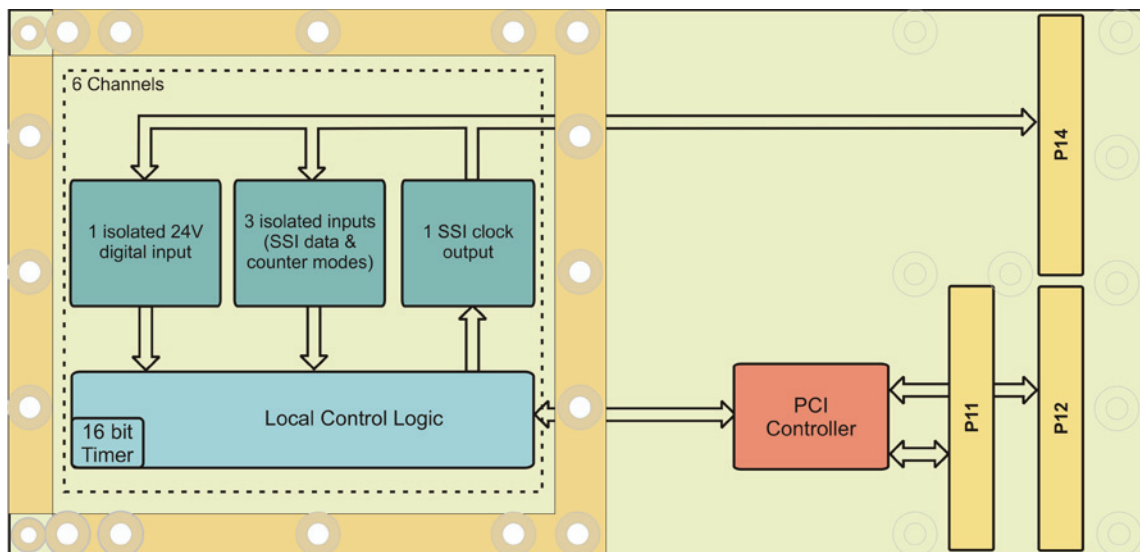 6 Channels
1 isolated 24V
digital input
3 isolated inputs
(SSI data &
counter modes)
1 SSI clock
output
Local Control Logic
16 bit
Timer
PCI
Controller
P11
P12
P14